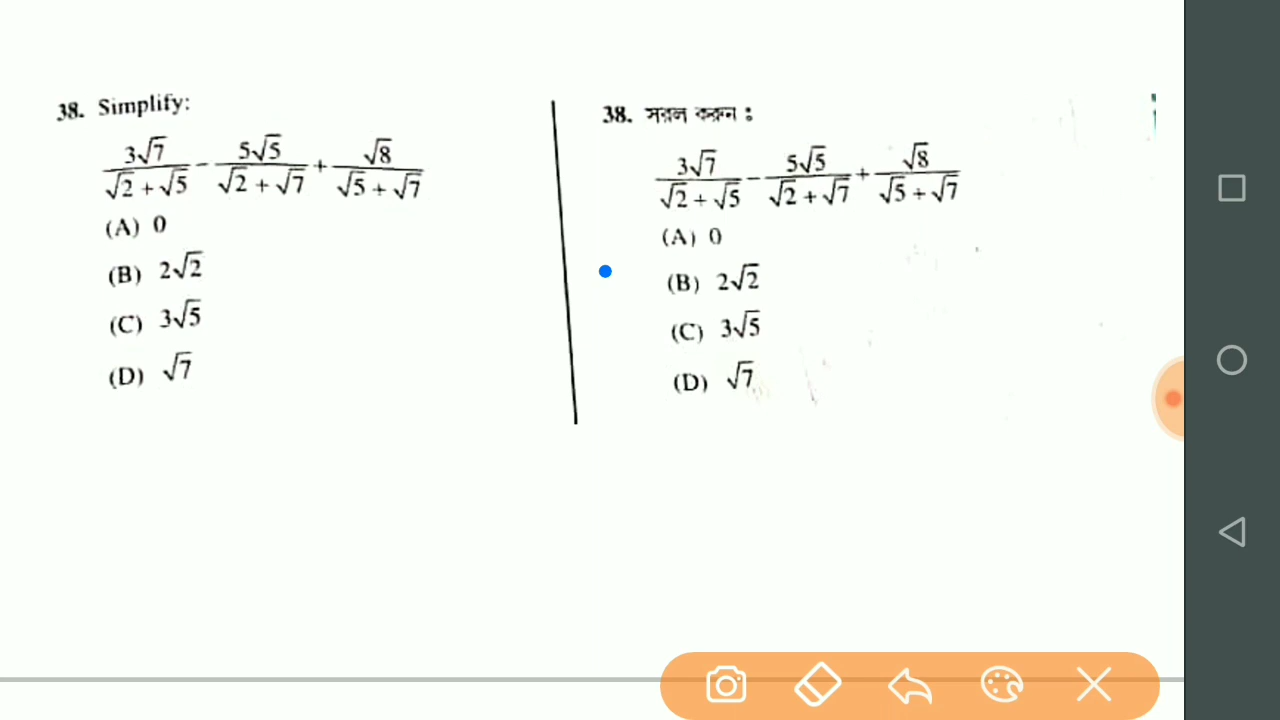 38. Simplify:
3√7/(√2 + √5) − 5√5/(√2 + √7) + √8/(√5 + √7)
(A) 0
(B) 2√2
(C) 3√5
(D) √7
38. সরল করুন :
3√7/(√2 + √5) − 5√5/(√2 + √7) + √8/(√5 + √7)
(A) 0
(B) 2√2
(C) 3√5
(D) √7